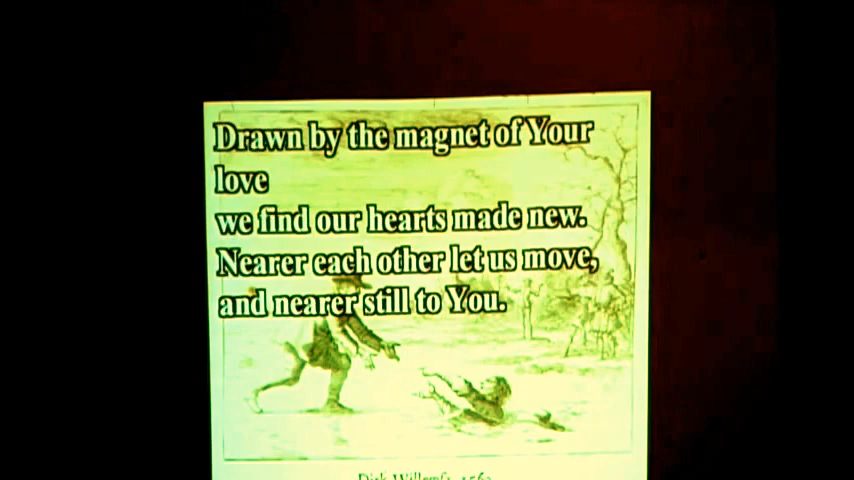 Drawn by the magnet of Your
love
we find our hearts made new.
Nearer each other let us move,
and nearer still to You.